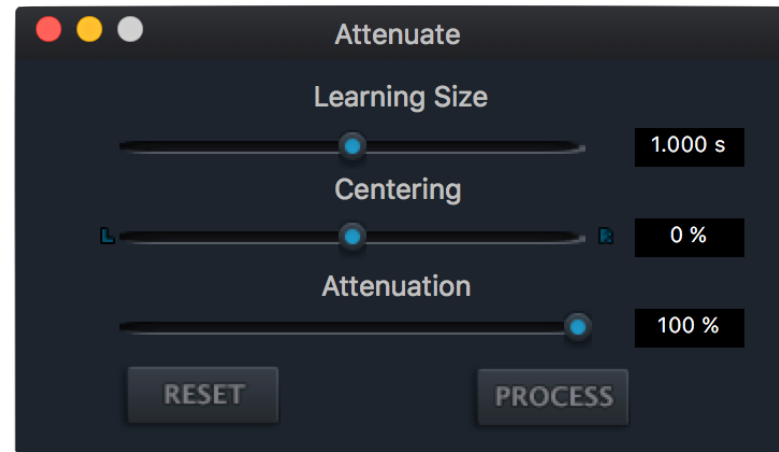 Attenuate
Learning Size
1.000 s
Centering
L R 0 %
Attenuation
100 %
RESET PROCESS